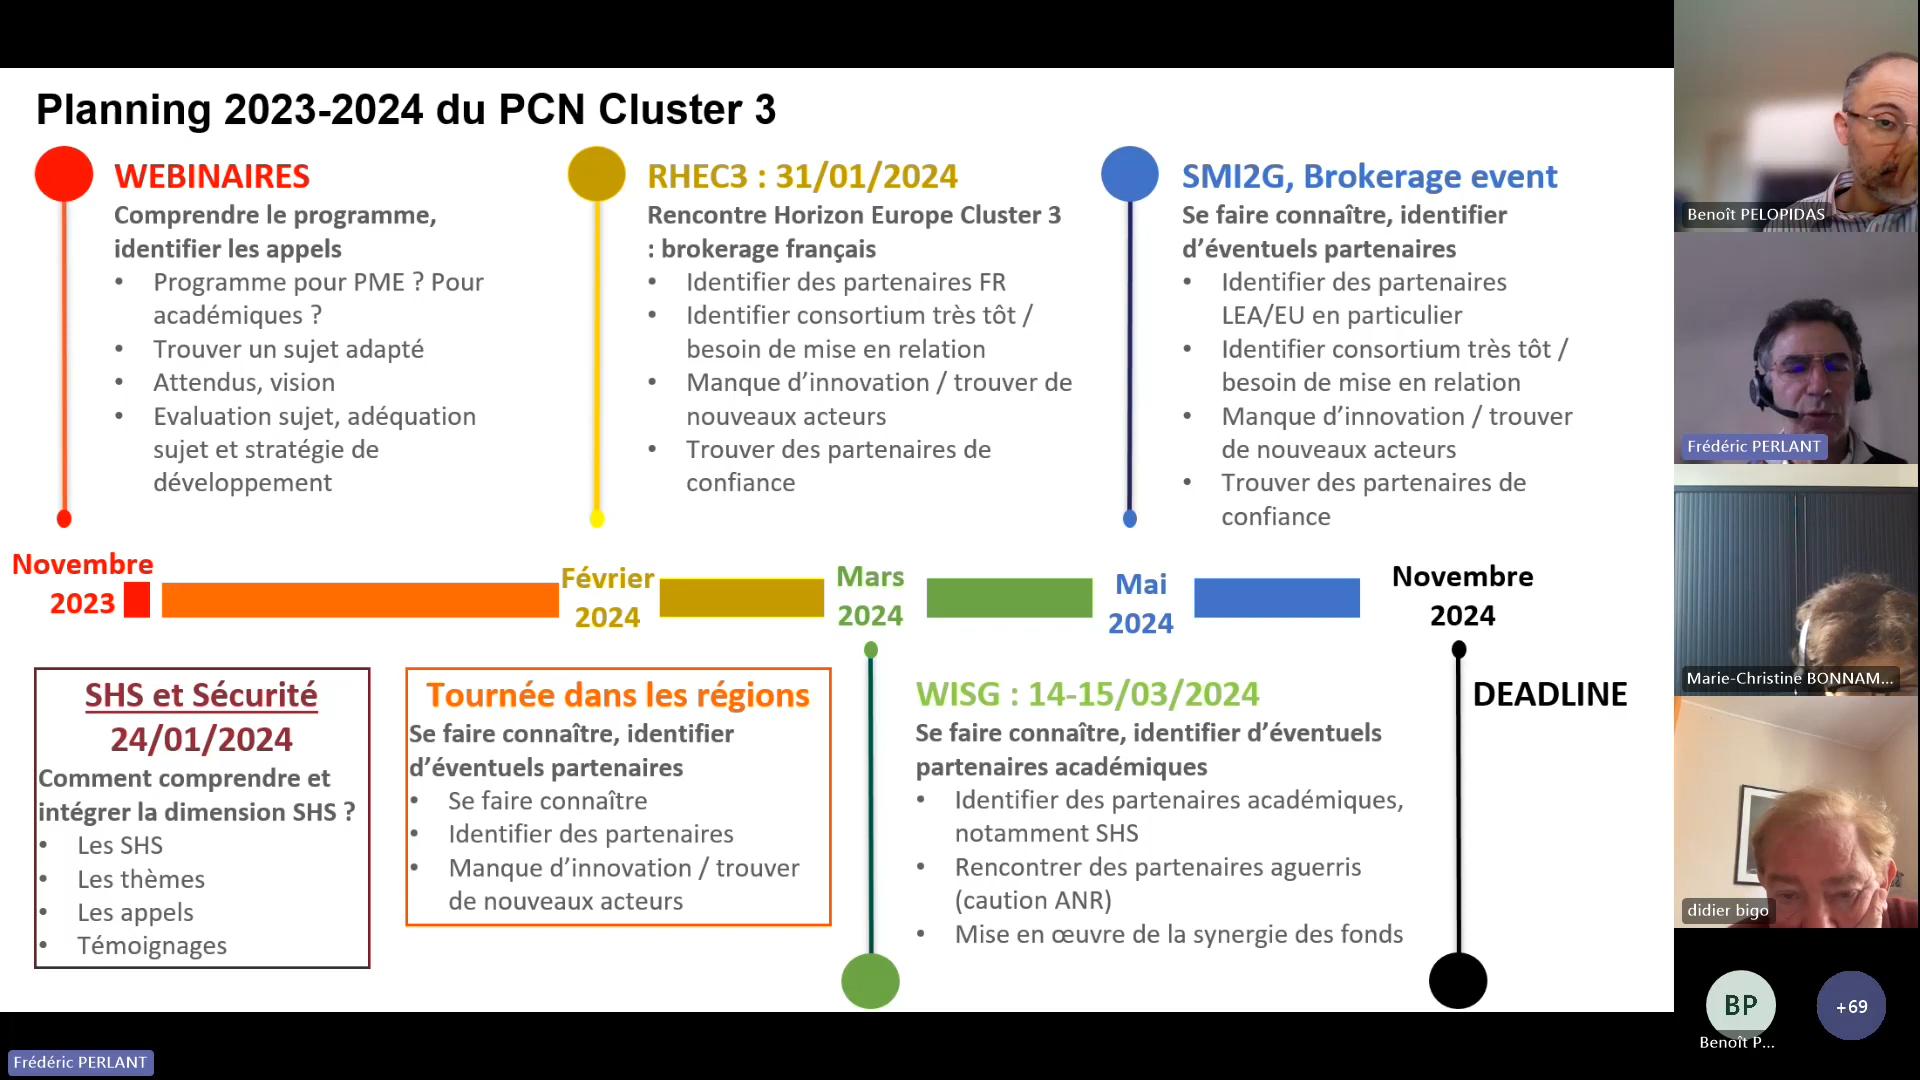 Planning 2023-2024 du PCN Cluster 3
WEBINAIRES
Comprendre le programme,
identifier les appels
• Programme pour PME ? Pour
académiques ?
• Trouver un sujet adapté
• Attendus, vision
• Evaluation sujet, adéquation
sujet et stratégie de
développement
RHEC3 : 31/01/2024
Rencontre Horizon Europe Cluster 3
: brokerage français
• Identifier des partenaires FR
• Identifier consortium très tôt /
besoin de mise en relation
• Manque d’innovation / trouver de
nouveaux acteurs
• Trouver des partenaires de
confiance
SMI2G, Brokerage event
Se faire connaître, identifier
d’éventuels partenaires
• Identifier des partenaires
LEA/EU en particulier
• Identifier consortium très tôt /
besoin de mise en relation
• Manque d’innovation / trouver
de nouveaux acteurs
• Trouver des partenaires de
confiance
Novembre
2023
Février
2024
Mars
2024
Mai
2024
Novembre
2024
SHS et Sécurité
24/01/2024
Comment comprendre et
intégrer la dimension SHS ?
• Les SHS
• Les thèmes
• Les appels
• Témoignages
Tournée dans les régions
Se faire connaître, identifier
d’éventuels partenaires
• Se faire connaître
• Identifier des partenaires
• Manque d’innovation / trouver
de nouveaux acteurs
WISG : 14-15/03/2024
Se faire connaître, identifier d’éventuels
partenaires académiques
• Identifier des partenaires académiques,
notamment SHS
• Rencontrer des partenaires aguerris
(caution ANR)
• Mise en œuvre de la synergie des fonds
DEADLINE
Benoît PELOPIDAS
Frédéric PERLANT
Marie-Christine BONNAM...
didier bigo
BP
Benoît P...
+69
Frédéric PERLANT